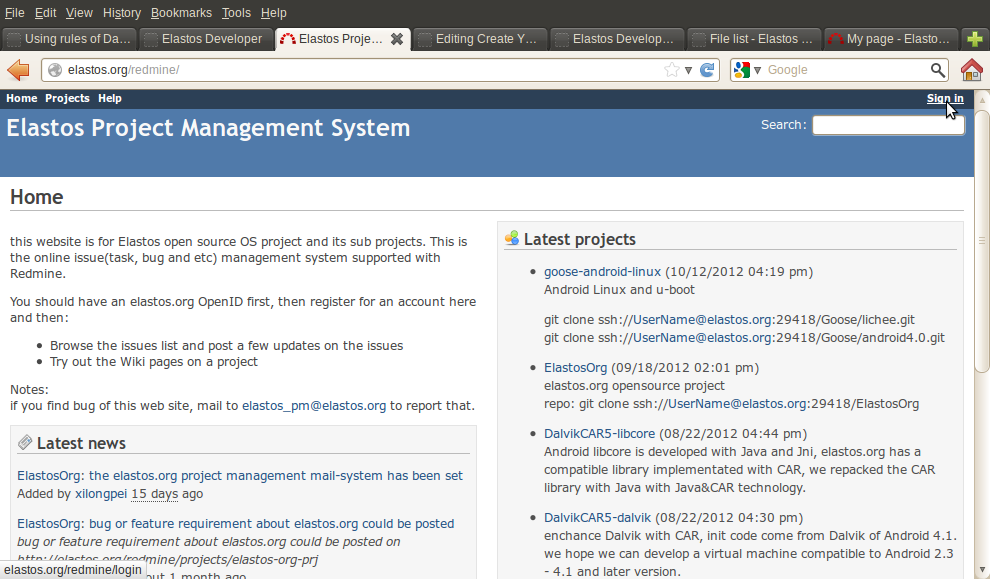 File Edit View History Bookmarks Tools Help
Using rules of Da...
Elastos Developer
Elastos Proje...
Editing Create Y...
Elastos Develop...
File list - Elastos ...
My page - Elasto...
elastos.org/redmine/
Google
Home Projects Help
Sign in
Elastos Project Management System
Search:
Home
this website is for Elastos open source OS project and its sub projects. This is
the online issue(task, bug and etc) management system supported with
Redmine.
You should have an elastos.org OpenID first, then register for an account here
and then:
Browse the issues list and post a few updates on the issues
Try out the Wiki pages on a project
Notes:
if you find bug of this web site, mail to elastos_pm@elastos.org to report that.
Latest news
ElastosOrg: the elastos.org project management mail-system has been set
Added by xilongpei 15 days ago
ElastosOrg: bug or feature requirement about elastos.org could be posted
bug or feature requirement about elastos.org could be posted on
http://elastos.org/redmine/projects/elastos-org-prj
out 1 month ago
elastos.org/redmine/login
Latest projects
goose-android-linux (10/12/2012 04:19 pm)
Android Linux and u-boot
git clone ssh://UserName@elastos.org:29418/Goose/lichee.git
git clone ssh://UserName@elastos.org:29418/Goose/android4.0.git
ElastosOrg (09/18/2012 02:01 pm)
elastos.org opensource project
repo: git clone ssh://UserName@elastos.org:29418/ElastosOrg
DalvikCAR5-libcore (08/22/2012 04:44 pm)
Android libcore is developed with Java and Jni, elastos.org has a
compatible library implementated with CAR, we repacked the CAR
library with Java with Java&CAR technology.
DalvikCAR5-dalvik (08/22/2012 04:30 pm)
enchance Dalvik with CAR, init code come from Dalvik of Android 4.1.
we hope we can develop a virtual machine compatible to Android 2.3
- 4.1 and later version.